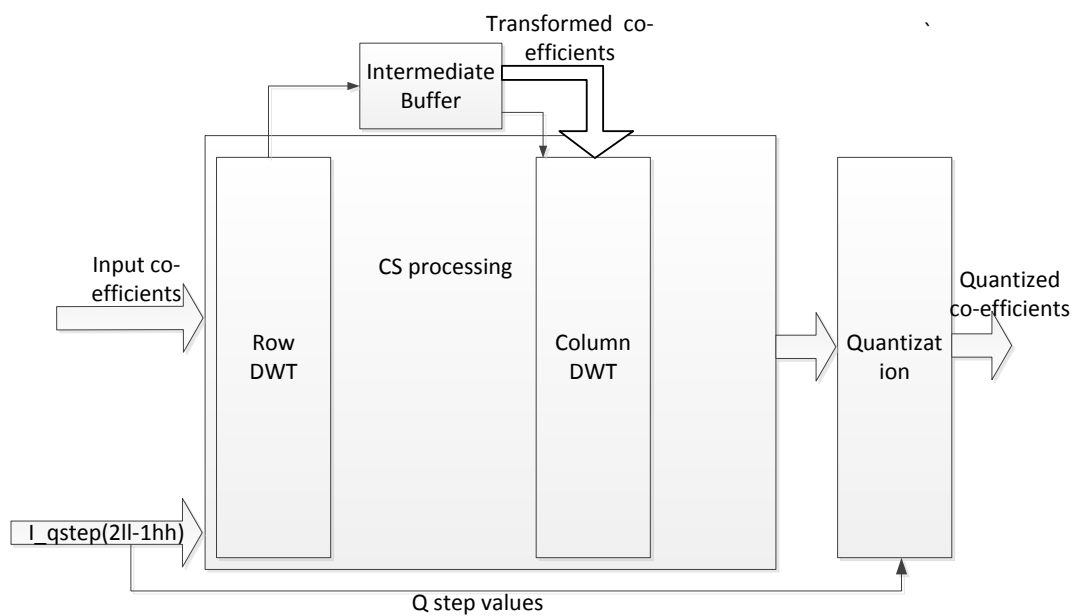 Transformed co-
efficients
`
Intermediate
Buffer
Input co-
efficients
CS processing
Row
DWT
Column
DWT
Quantizat
ion
Quantized
co-efficients
I_qstep(2ll-1hh)
Q step values